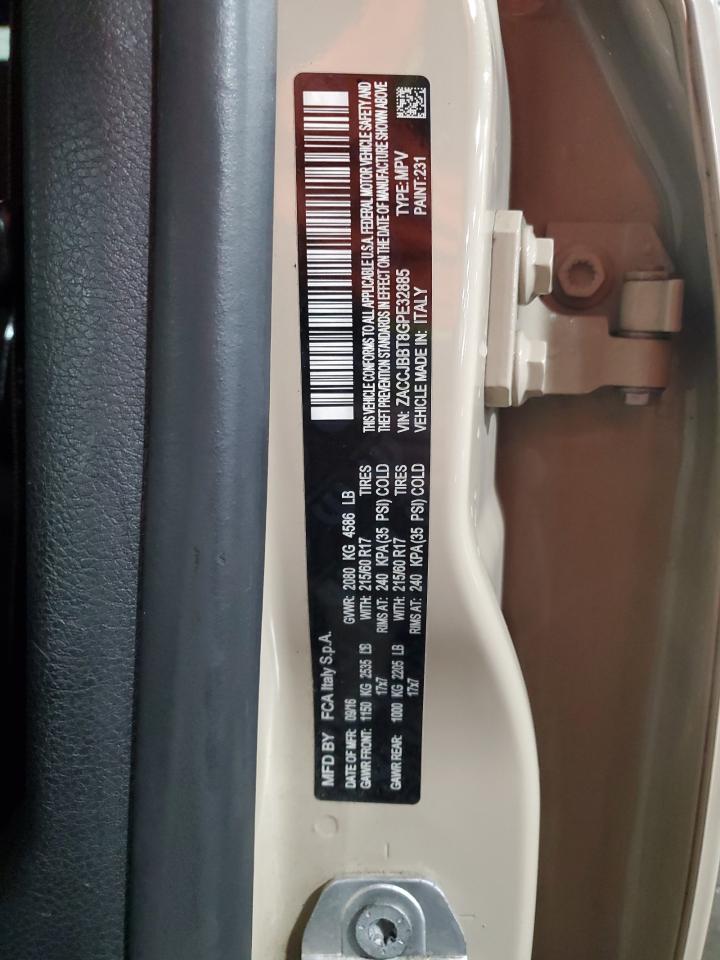 MFD BY FCA Italy S.p.A.
DATE OF MFR: 09/16 GVWR: 2080 KG 4586 LB
GAWR FRONT: 1150 KG 2535 LB WITH: 215/60 R17 TIRES
17x7 RIMS AT: 240 KPA(35 PSI) COLD
GAWR REAR: 1000 KG 2205 LB WITH: 215/60 R17 TIRES
17x7 RIMS AT: 240 KPA(35 PSI) COLD
THIS VEHICLE CONFORMS TO ALL APPLICABLE U.S.A. FEDERAL MOTOR VEHICLE SAFETY AND
THEFT PREVENTION STANDARDS IN EFFECT ON THE DATE OF MANUFACTURE SHOWN ABOVE
VIN: ZACCJBBT8GPE32885 TYPE: MPV
VEHICLE MADE IN: ITALY PAINT: 231